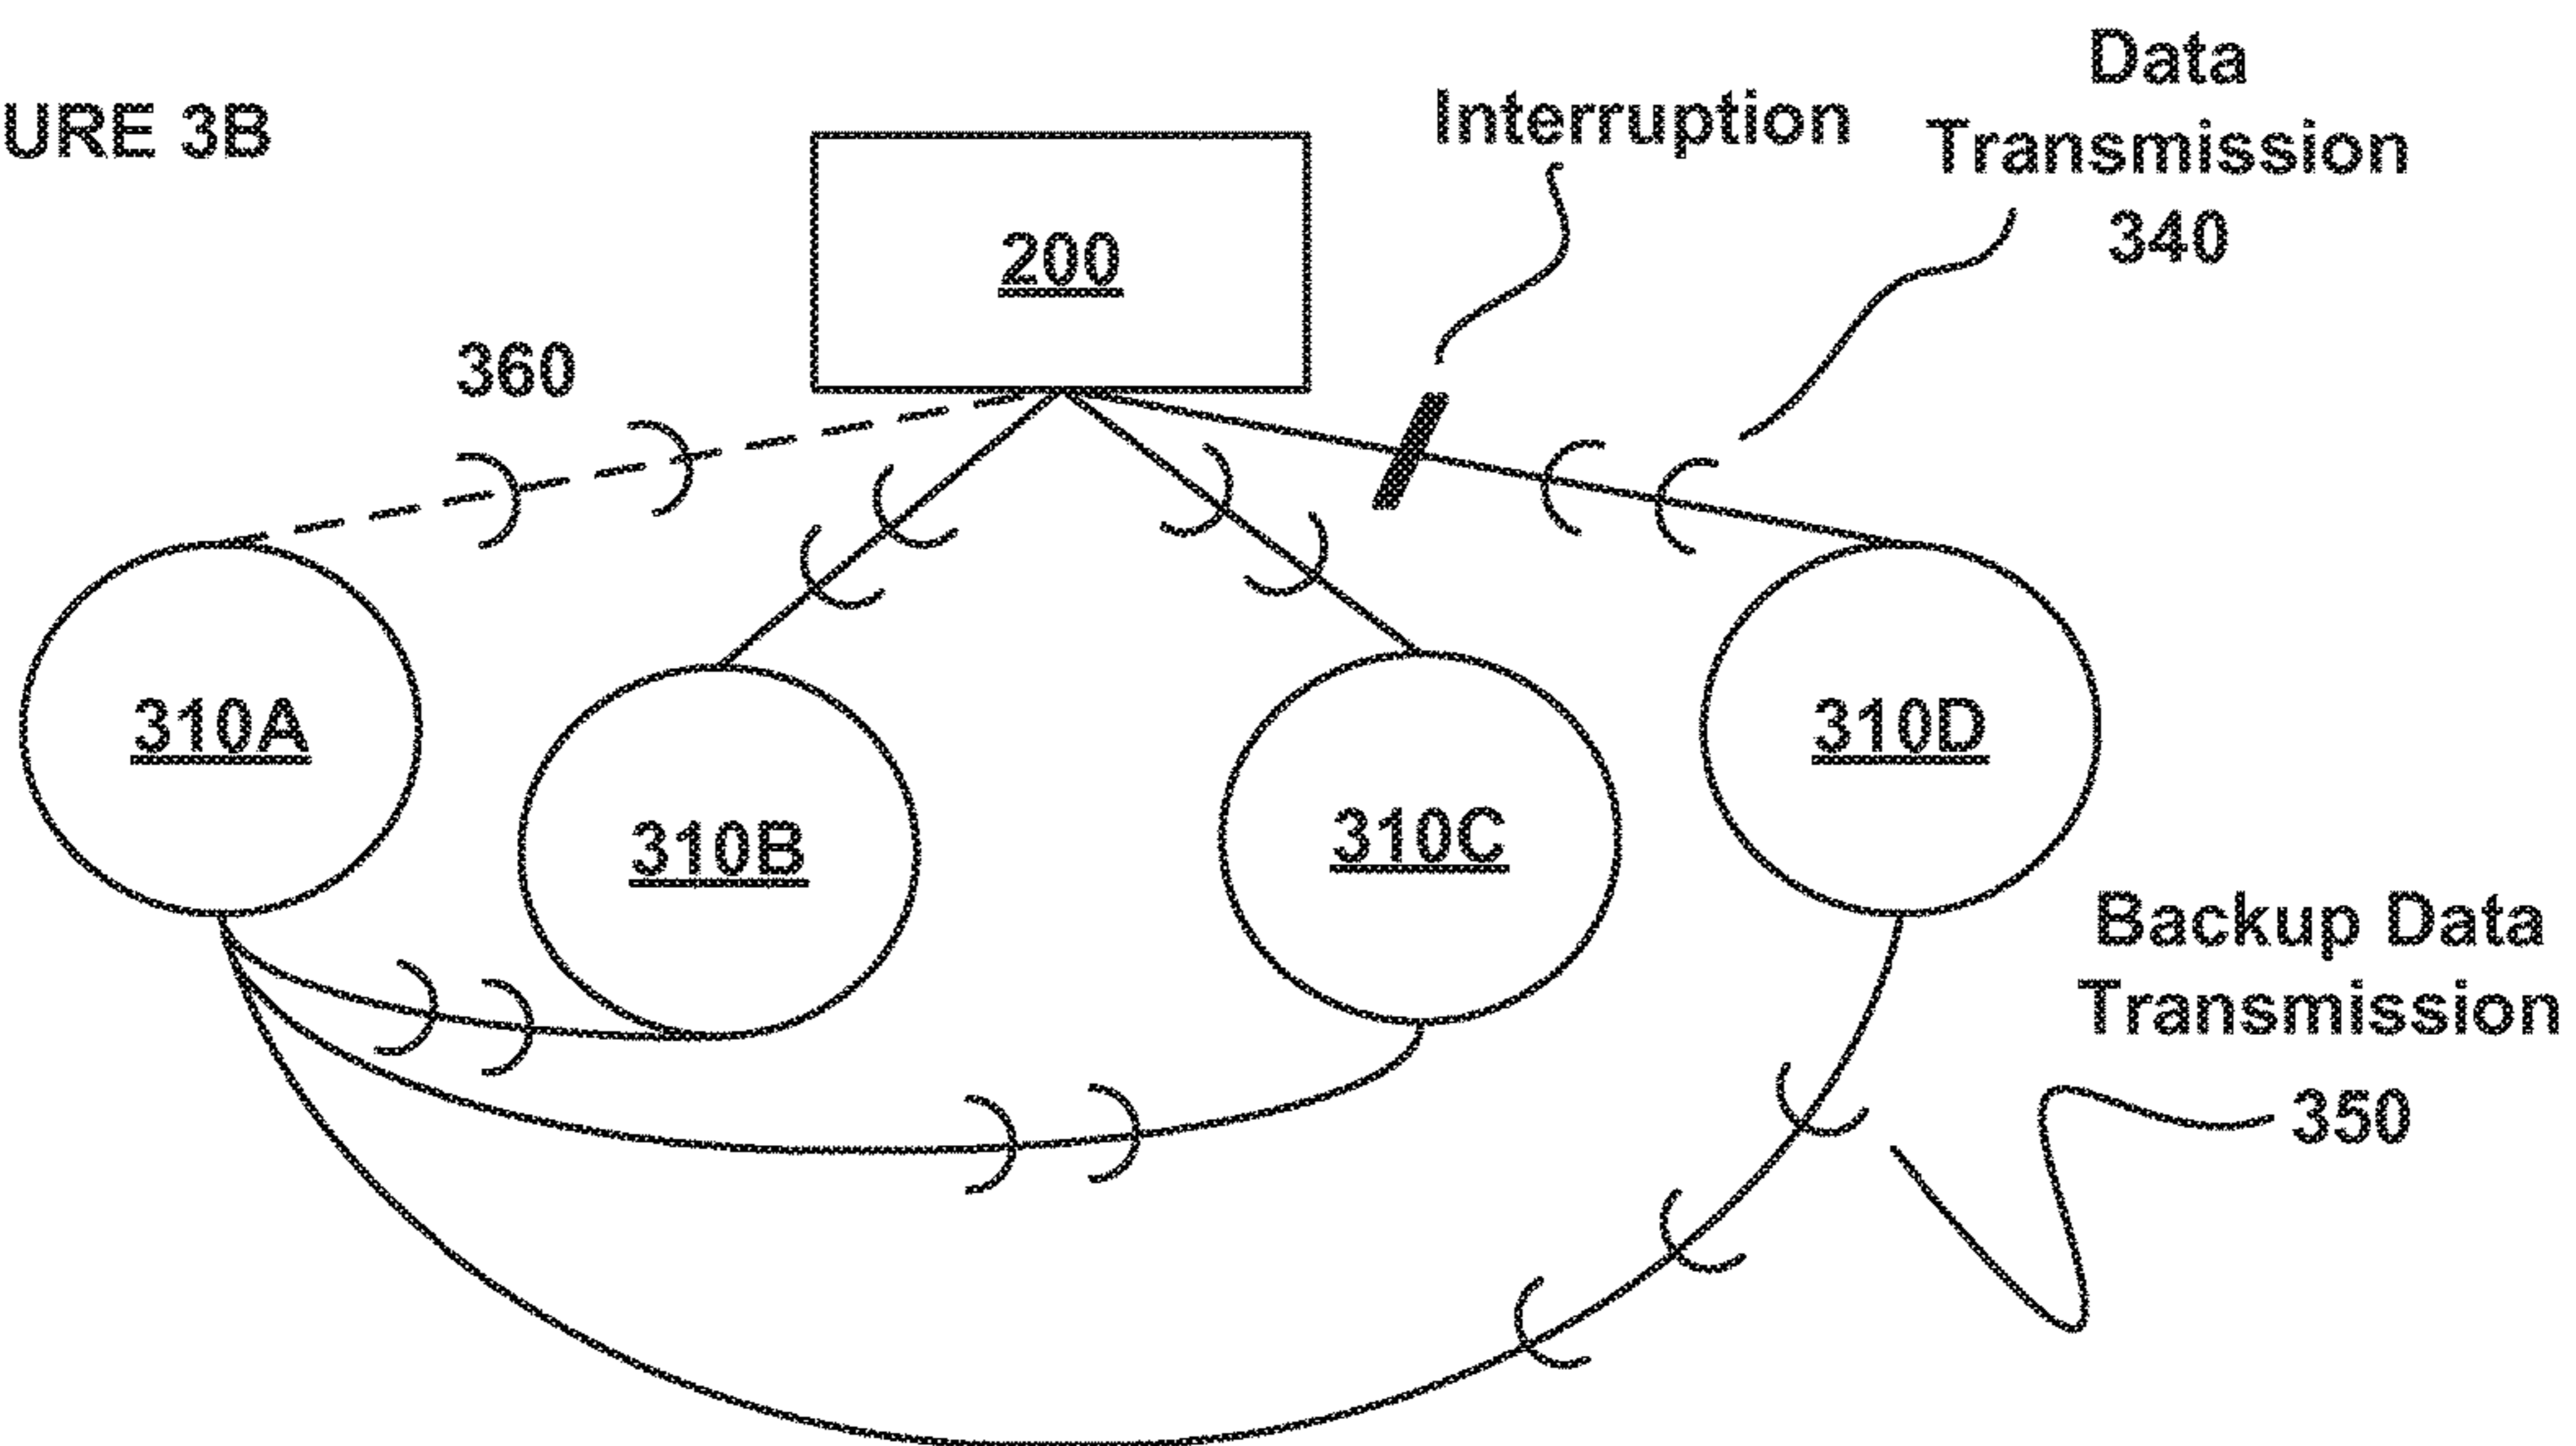 URE 3B
Interruption
Data
Transmission
340
200
360
310A
310B
310C
310D
Backup Data
Transmission
350